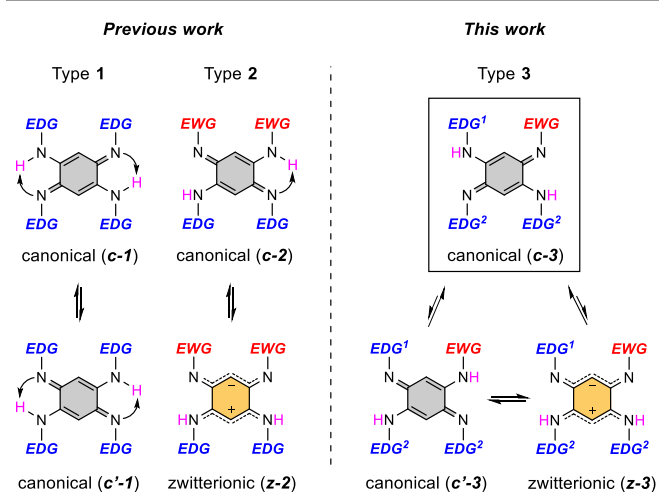 Previous work This work
Type 1 Type 2 Type 3
EDG EDG EWG EWG EDG1 EWG
N N N N HN N
H H H
N N HN N N NH
EDG EDG EDG EDG EDG2 EDG2
canonical (c-1) canonical (c-2) canonical (c-3)
EDG EDG EWG EWG EDG1 EWG EDG1 EWG
N NH N N N NH N N
H − −
+ +
N N NH NH HN N HN NH
EDG EDG EDG EDG EDG2 EDG2 EDG2 EDG2
canonical (c'-1) zwitterionic (z-2) canonical (c'-3) zwitterionic (z-3)